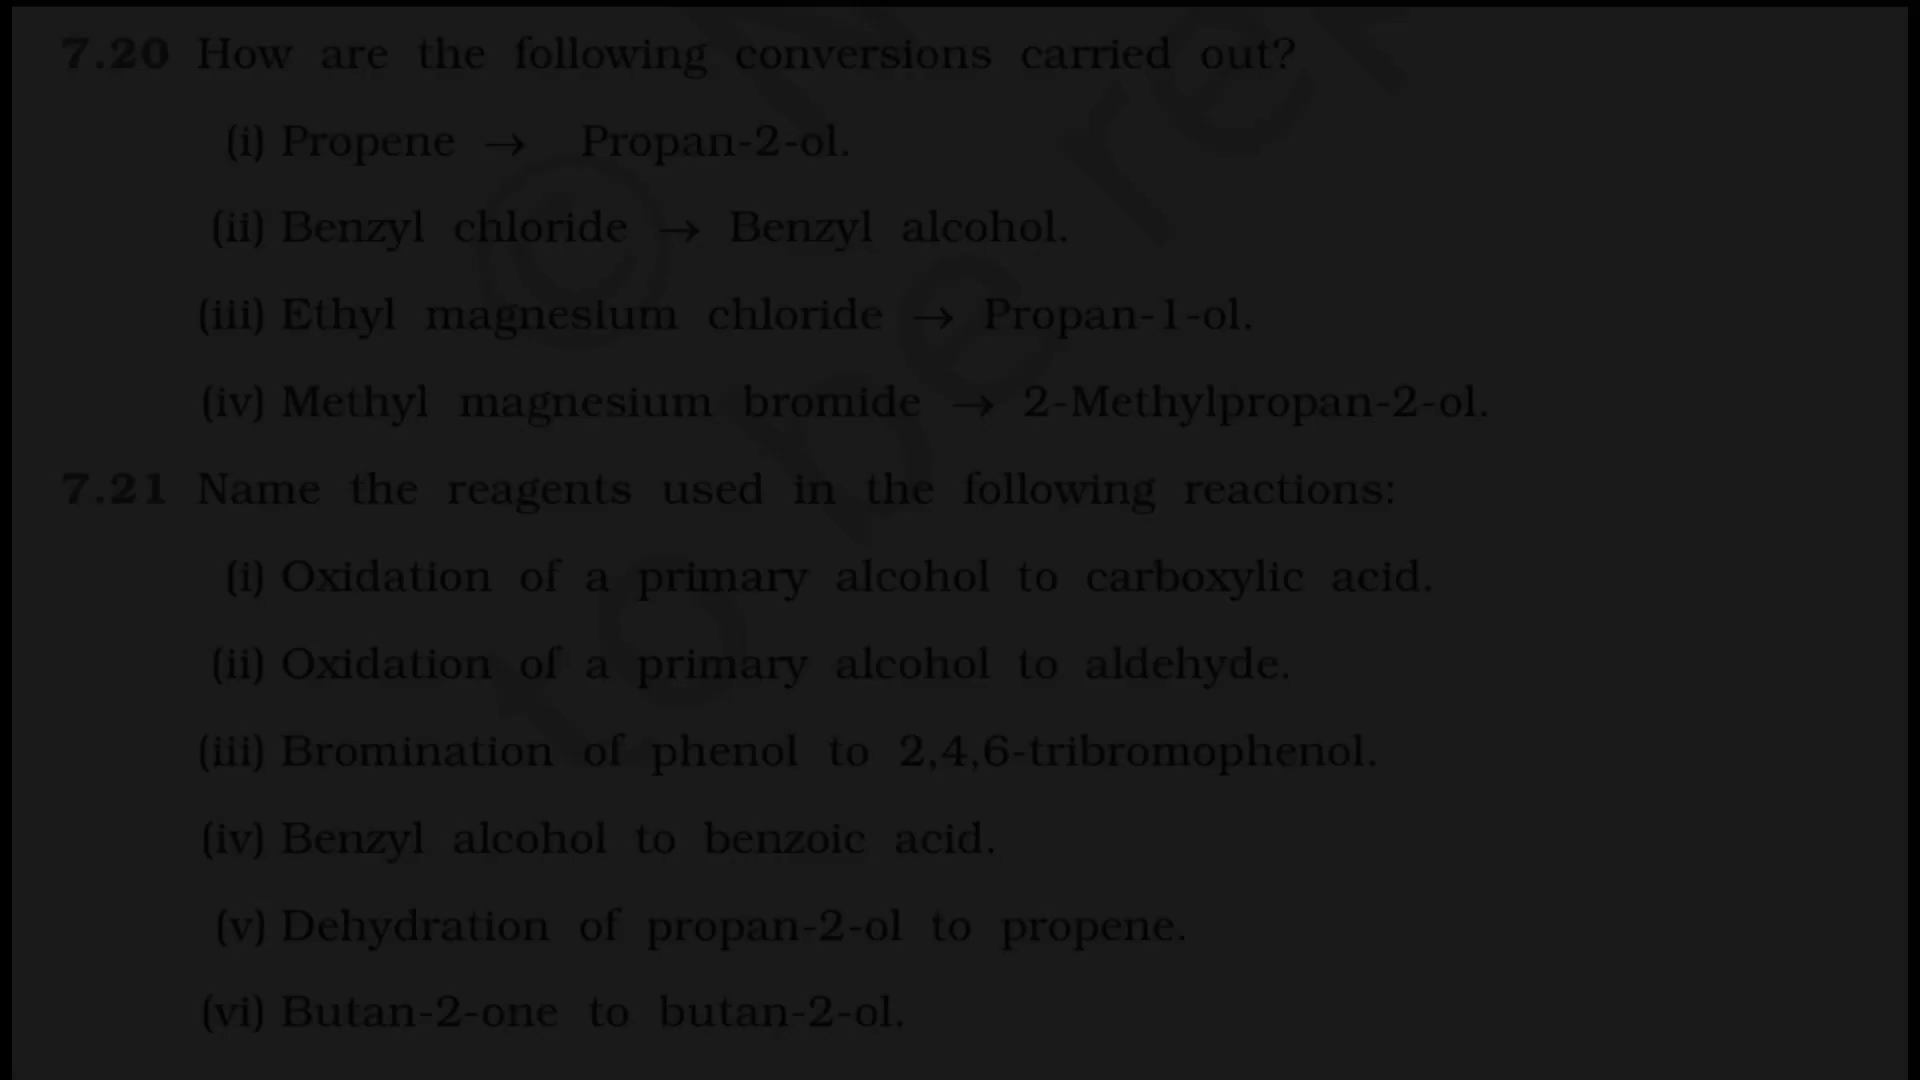 7.20 How are the following conversions carried out?
(i) Propene → Propan-2-ol.
(ii) Benzyl chloride → Benzyl alcohol.
(iii) Ethyl magnesium chloride → Propan-1-ol.
(iv) Methyl magnesium bromide → 2-Methylpropan-2-ol.
7.21 Name the reagents used in the following reactions:
(i) Oxidation of a primary alcohol to carboxylic acid.
(ii) Oxidation of a primary alcohol to aldehyde.
(iii) Bromination of phenol to 2,4,6-tribromophenol.
(iv) Benzyl alcohol to benzoic acid.
(v) Dehydration of propan-2-ol to propene.
(vi) Butan-2-one to butan-2-ol.